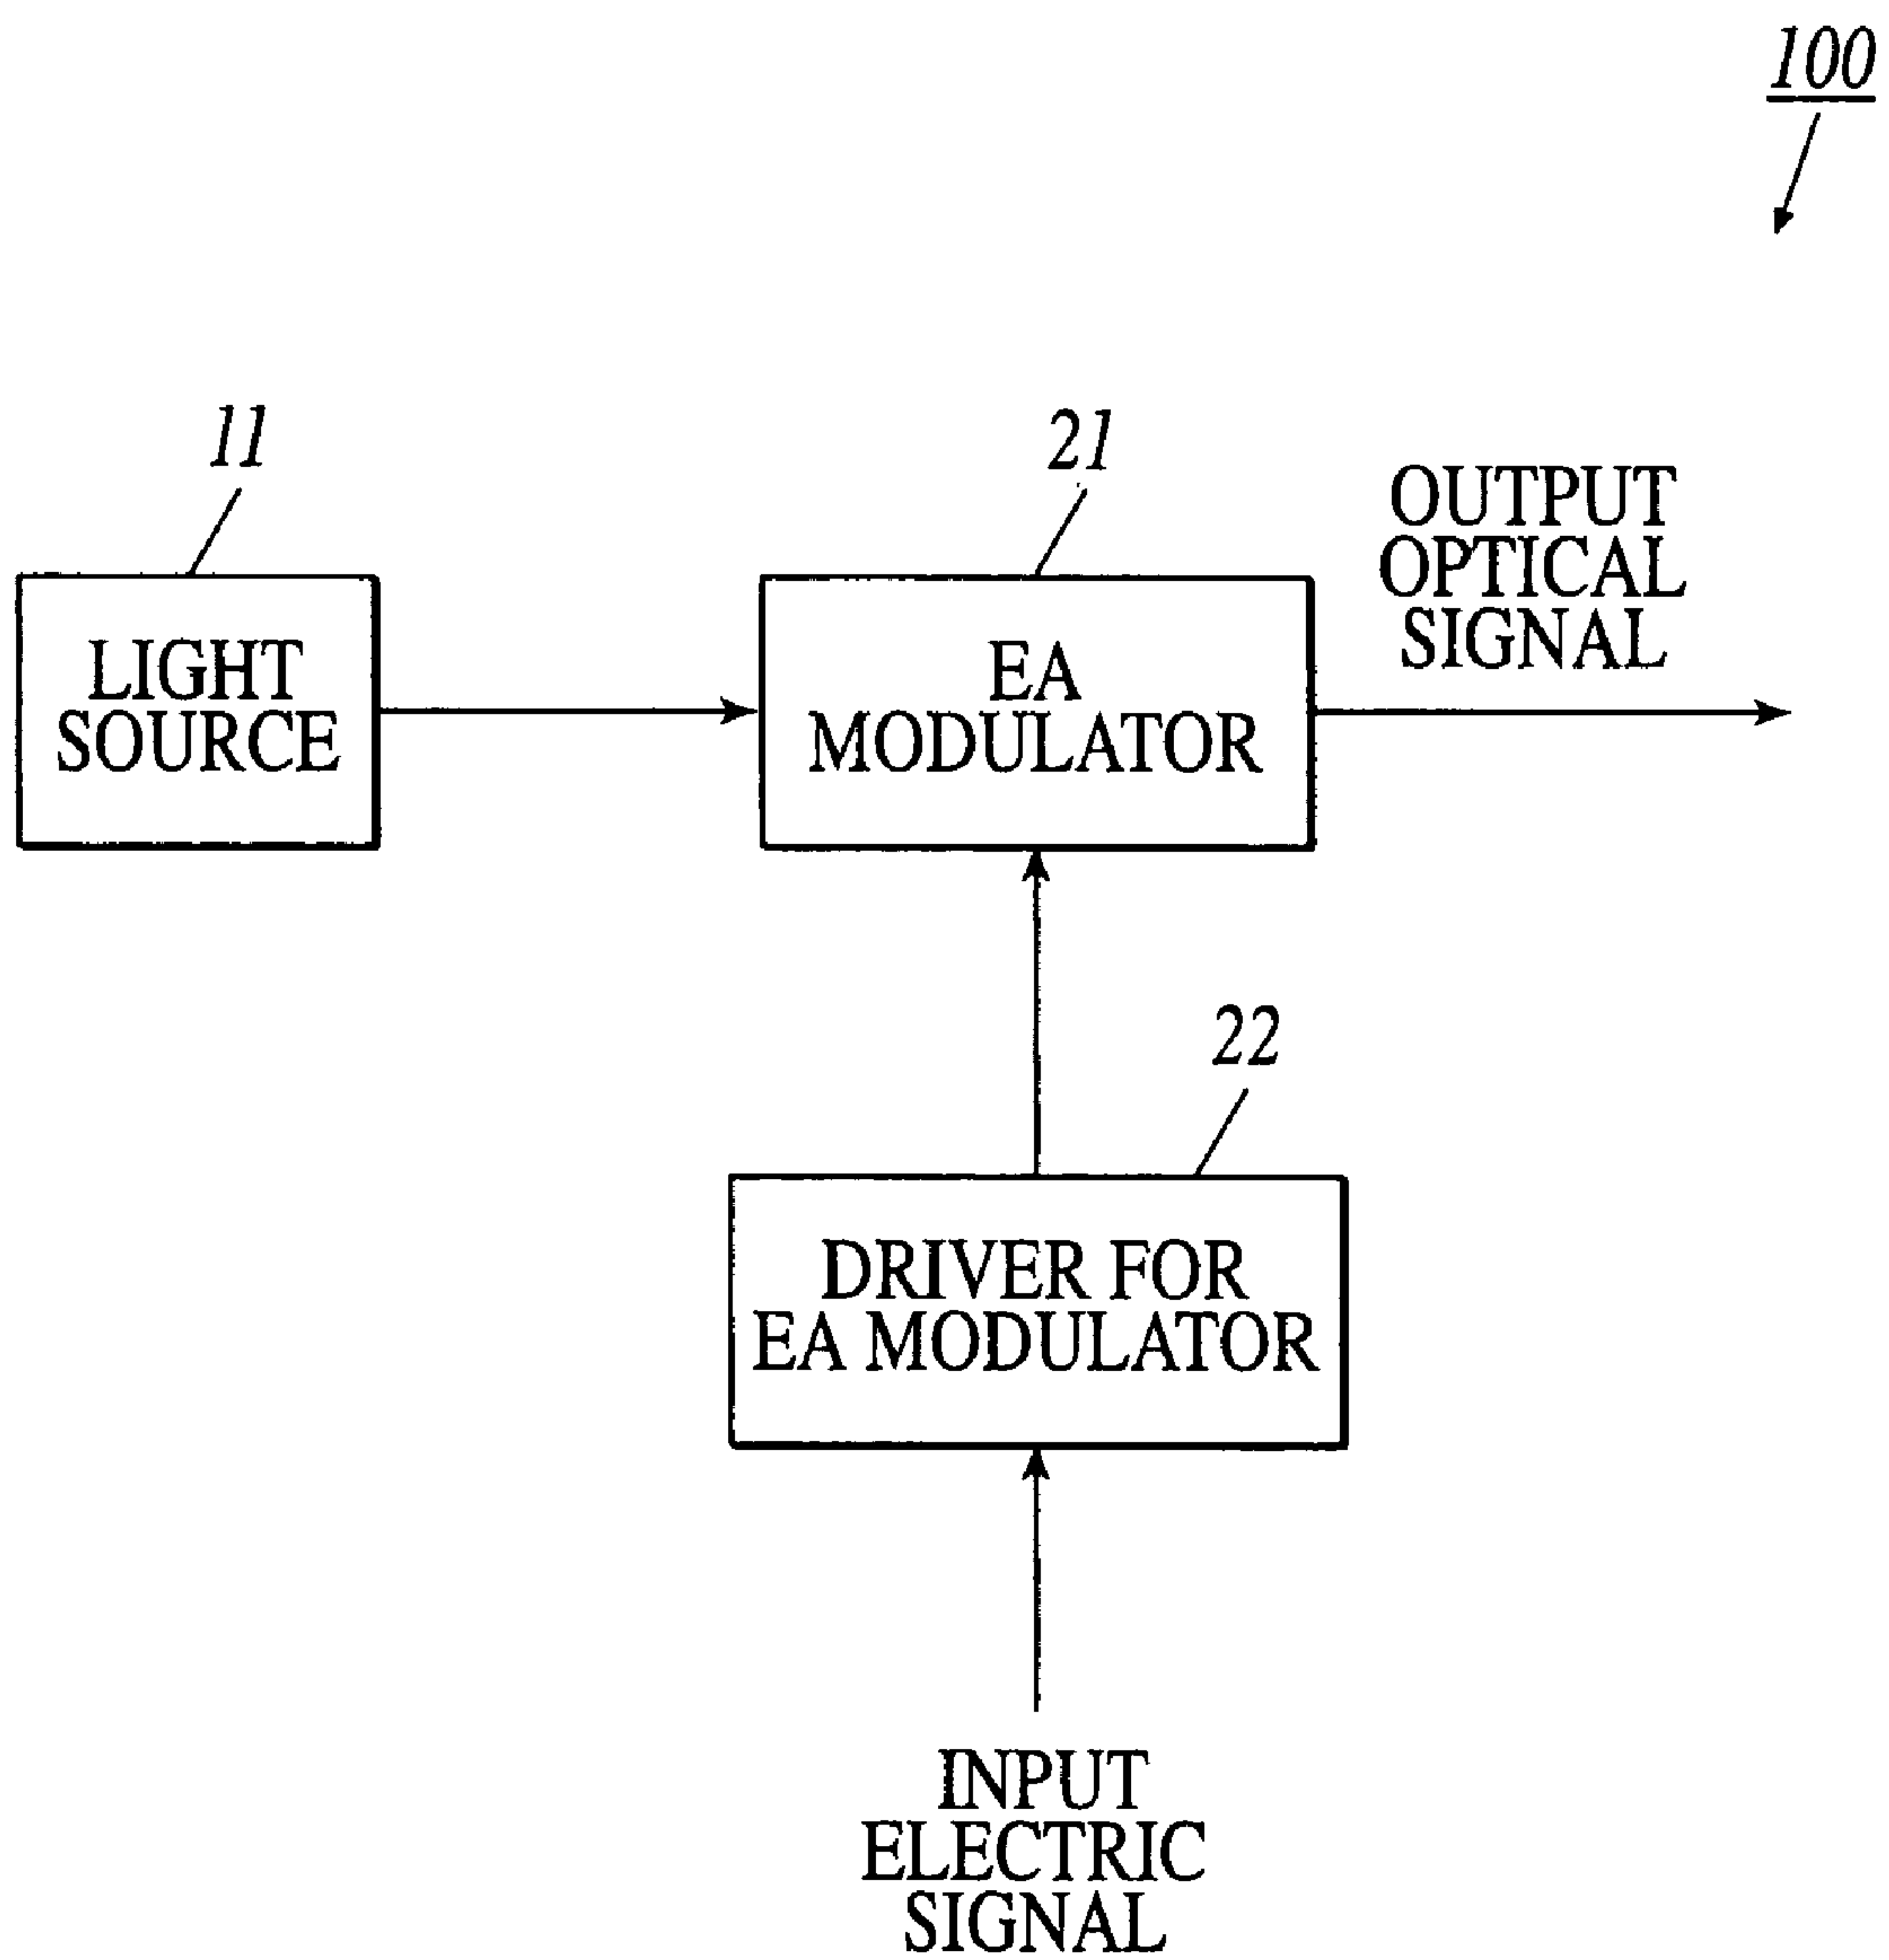 100
11
21
OUTPUT
OPTICAL
SIGNAL
LIGHT
SOURCE
EA
MODULATOR
22
DRIVER FOR
EA MODULATOR
INPUT
ELECTRIC
SIGNAL